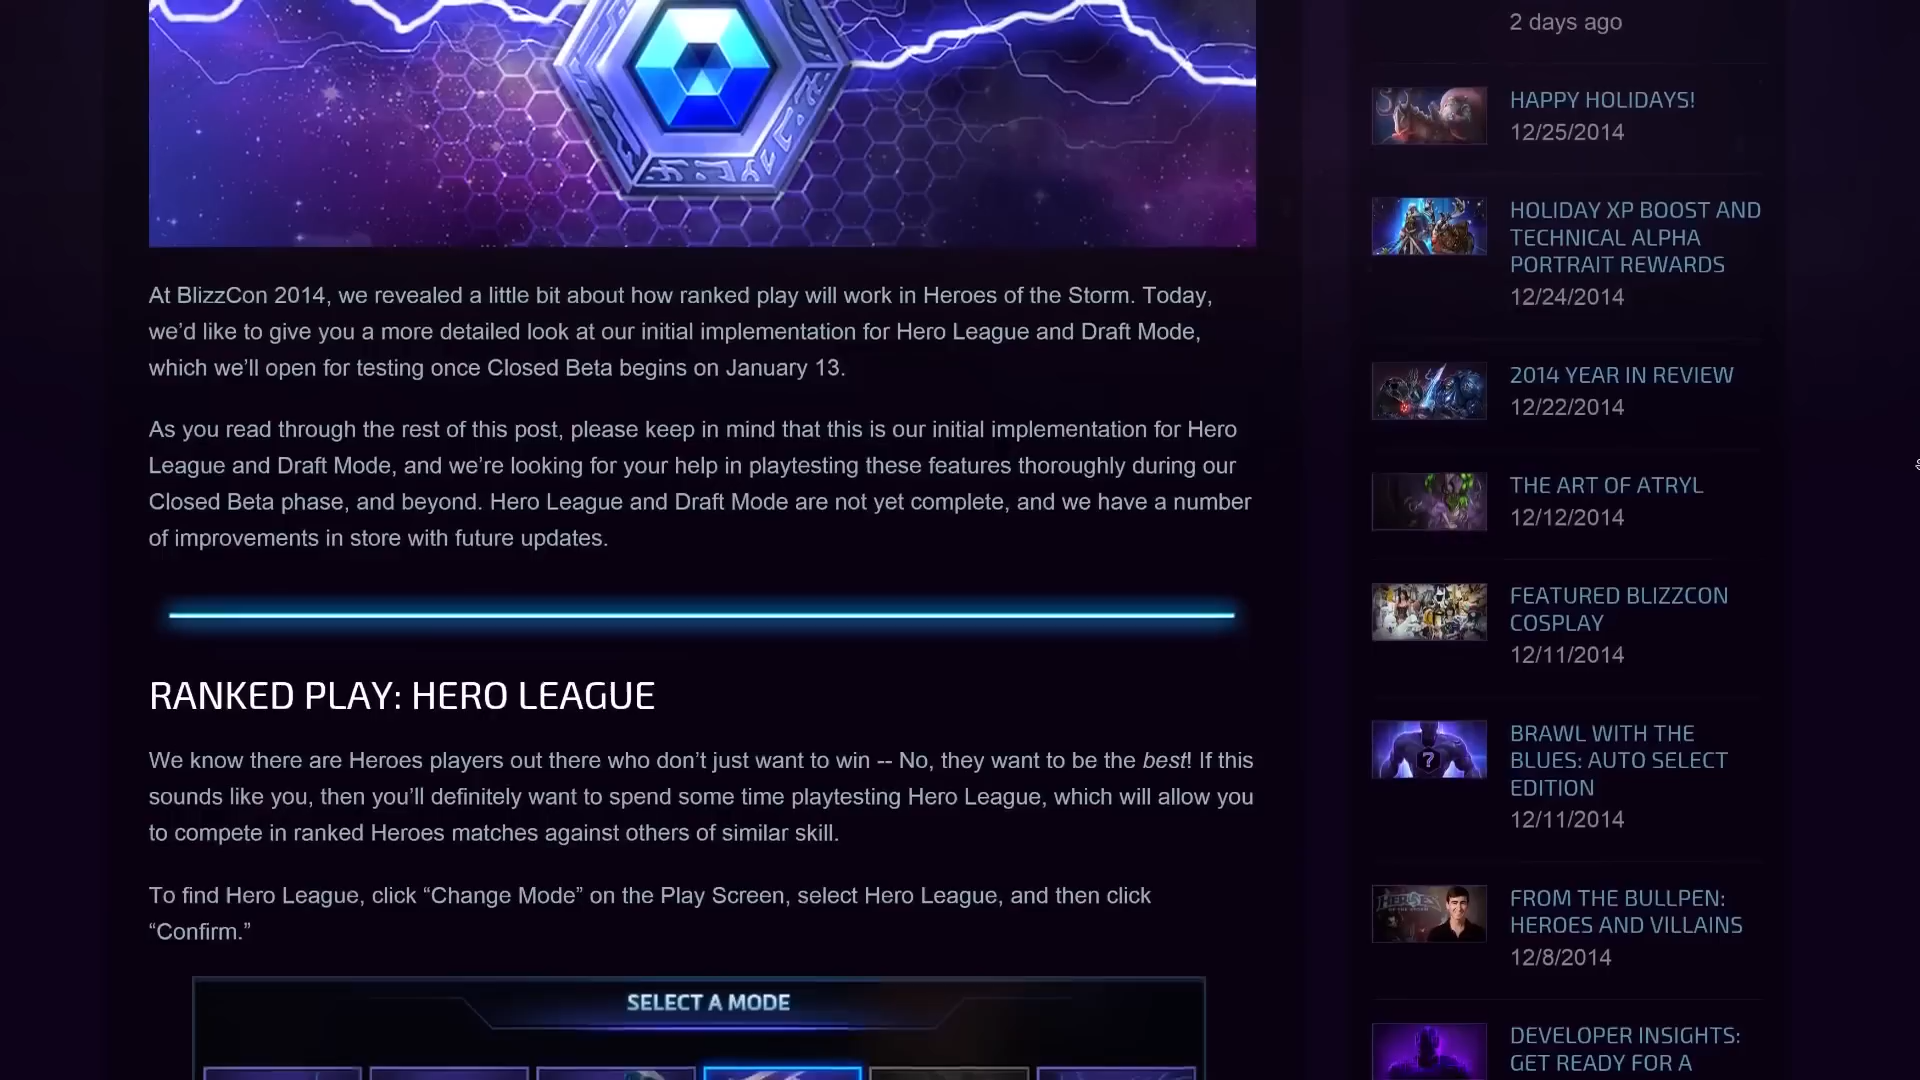 At BlizzCon 2014, we revealed a little bit about how ranked play will work in Heroes of the Storm. Today,
we’d like to give you a more detailed look at our initial implementation for Hero League and Draft Mode,
which we’ll open for testing once Closed Beta begins on January 13.
As you read through the rest of this post, please keep in mind that this is our initial implementation for Hero
League and Draft Mode, and we’re looking for your help in playtesting these features thoroughly during our
Closed Beta phase, and beyond. Hero League and Draft Mode are not yet complete, and we have a number
of improvements in store with future updates.
RANKED PLAY: HERO LEAGUE
We know there are Heroes players out there who don’t just want to win -- No, they want to be the best! If this
sounds like you, then you’ll definitely want to spend some time playtesting Hero League, which will allow you
to compete in ranked Heroes matches against others of similar skill.
To find Hero League, click “Change Mode” on the Play Screen, select Hero League, and then click
“Confirm.”
SELECT A MODE
2 days ago
HAPPY HOLIDAYS!
12/25/2014
HOLIDAY XP BOOST AND
TECHNICAL ALPHA
PORTRAIT REWARDS
12/24/2014
2014 YEAR IN REVIEW
12/22/2014
THE ART OF ATRYL
12/12/2014
FEATURED BLIZZCON
COSPLAY
12/11/2014
?
BRAWL WITH THE
BLUES: AUTO SELECT
EDITION
12/11/2014
HEROES
FROM THE BULLPEN:
HEROES AND VILLAINS
12/8/2014
DEVELOPER INSIGHTS:
GET READY FOR A